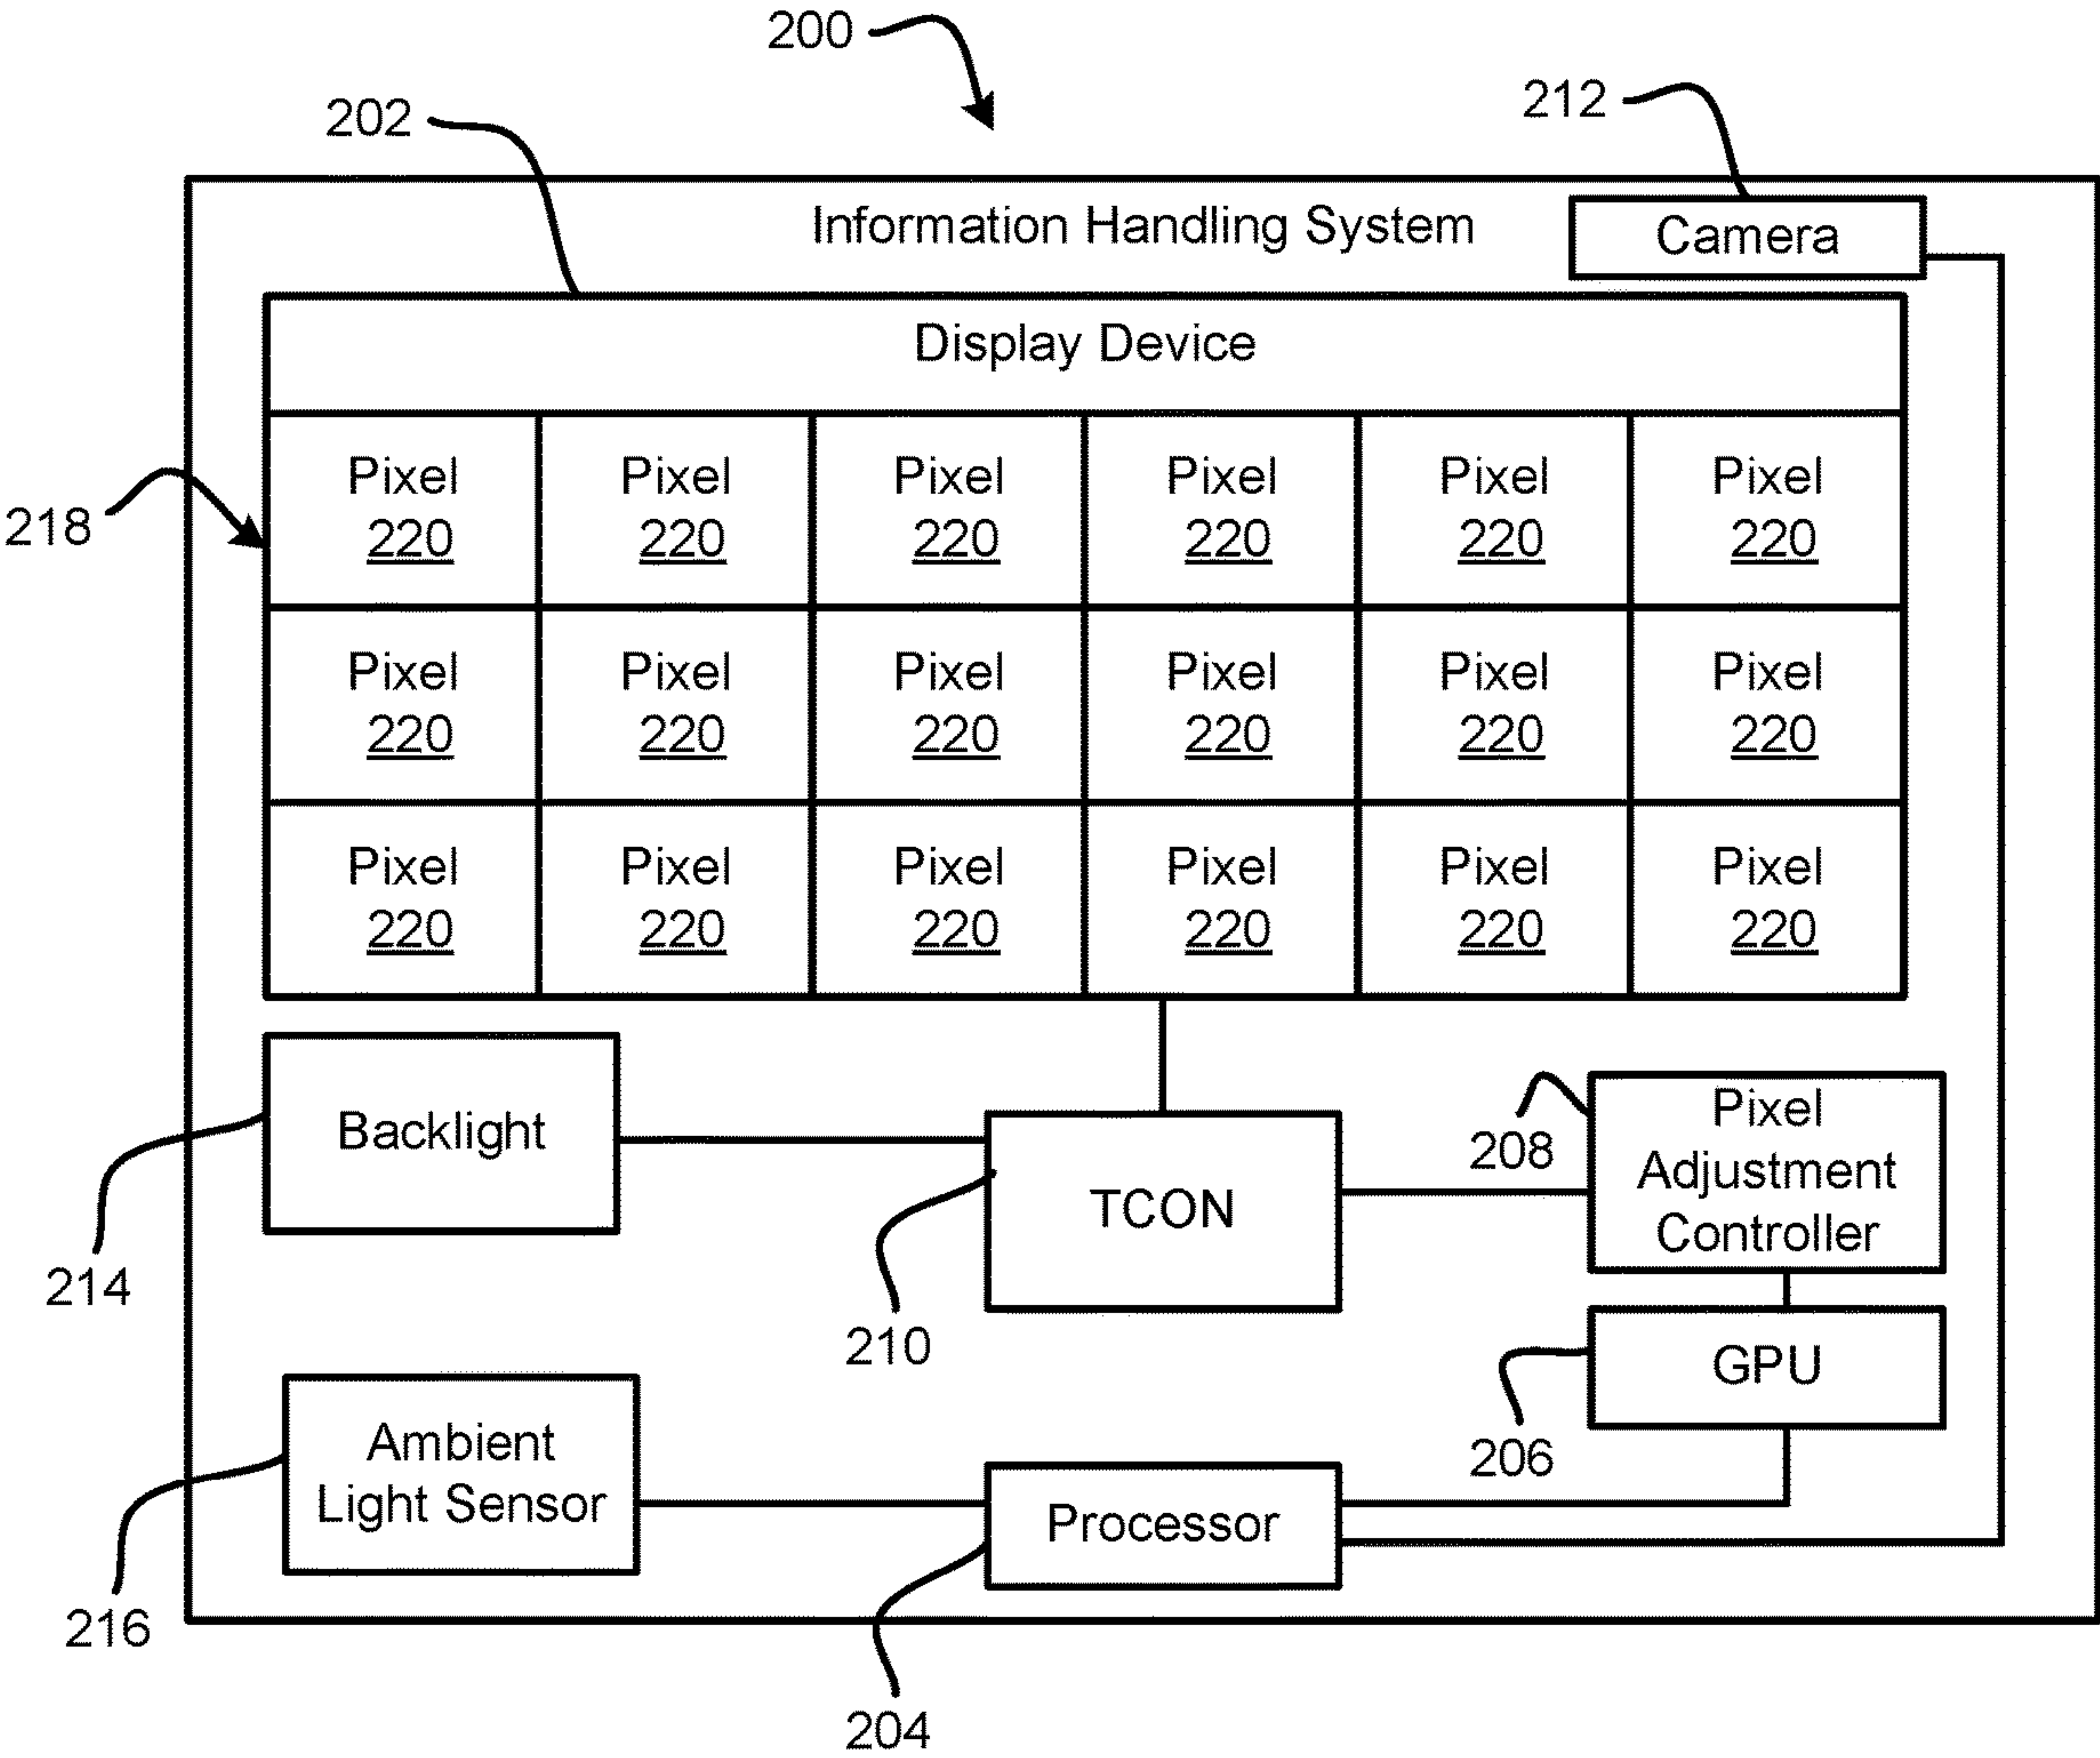 200
212
202
Information Handling System
Camera
Display Device
Pixel Pixel Pixel Pixel Pixel Pixel
220 220 220 220 220 220
218
Pixel Pixel Pixel Pixel Pixel Pixel
220 220 220 220 220 220
Pixel Pixel Pixel Pixel Pixel Pixel
220 220 220 220 220 220
Backlight
214
TCON
210
208
Pixel
Adjustment
Controller
GPU
206
Ambient
Light Sensor
216
Processor
204